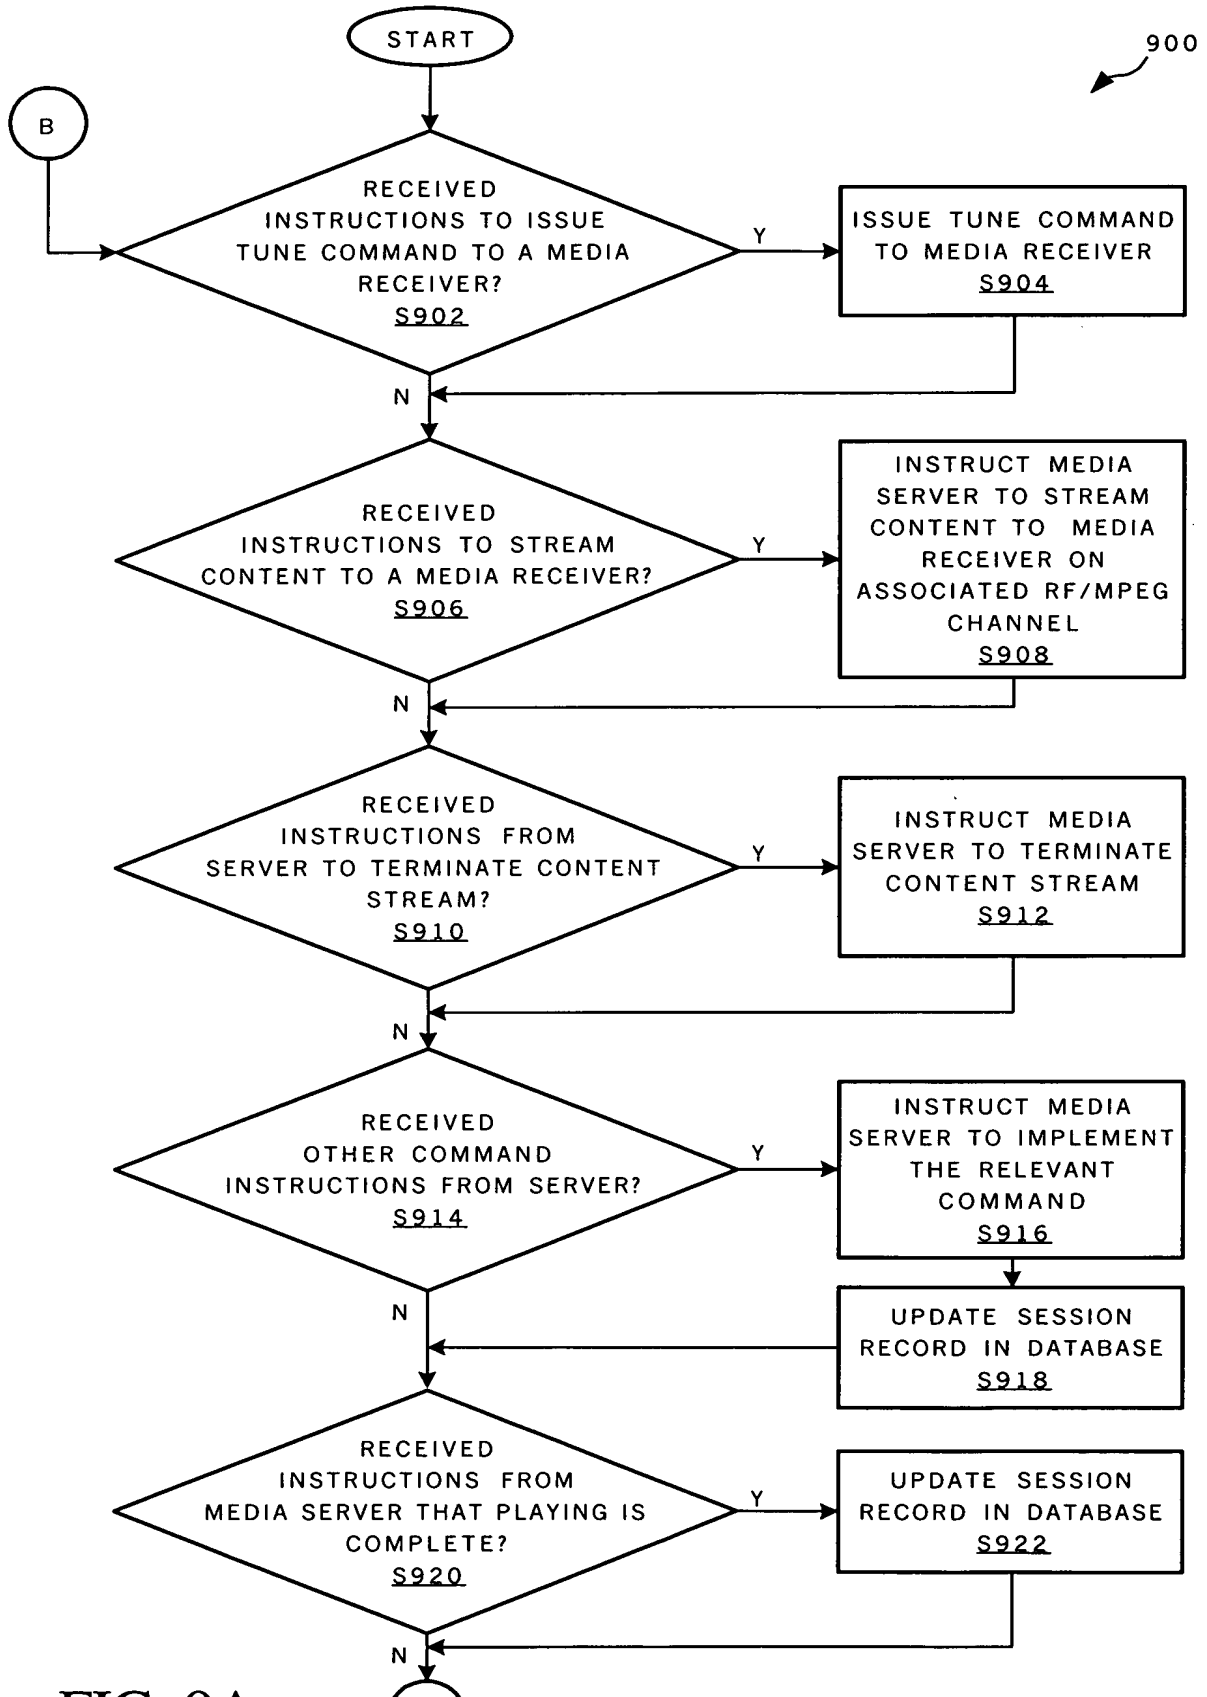 START
900
B
RECEIVED
INSTRUCTIONS TO ISSUE
TUNE COMMAND TO A MEDIA
RECEIVER?
S902
Y
ISSUE TUNE COMMAND
TO MEDIA RECEIVER
S904
N
RECEIVED
INSTRUCTIONS TO STREAM
CONTENT TO A MEDIA RECEIVER?
S906
Y
INSTRUCT MEDIA
SERVER TO STREAM
CONTENT TO MEDIA
RECEIVER ON
ASSOCIATED RF/MPEG
CHANNEL
S908
N
RECEIVED
INSTRUCTIONS FROM
SERVER TO TERMINATE CONTENT
STREAM?
S910
Y
INSTRUCT MEDIA
SERVER TO TERMINATE
CONTENT STREAM
S912
N
RECEIVED
OTHER COMMAND
INSTRUCTIONS FROM SERVER?
S914
Y
INSTRUCT MEDIA
SERVER TO IMPLEMENT
THE RELEVANT
COMMAND
S916
N
UPDATE SESSION
RECORD IN DATABASE
S918
RECEIVED
INSTRUCTIONS FROM
MEDIA SERVER THAT PLAYING IS
COMPLETE?
S920
Y
UPDATE SESSION
RECORD IN DATABASE
S922
N